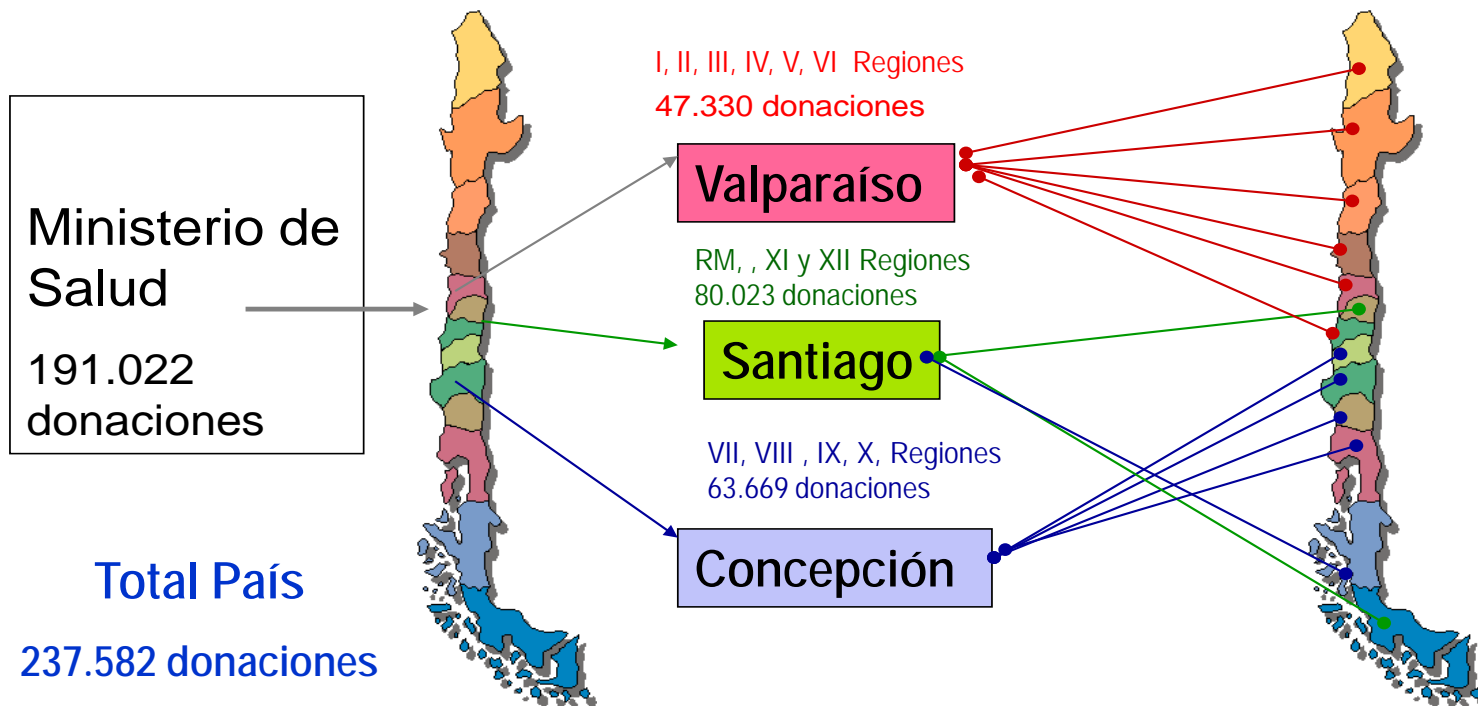 Ministerio de
Salud
191.022
donaciones
Total País
237.582 donaciones
I, II, III, IV, V, VI Regiones
47.330 donaciones
Valparaíso
RM, , XI y XII Regiones
80.023 donaciones
Santiago
VII, VIII , IX, X, Regiones
63.669 donaciones
Concepción